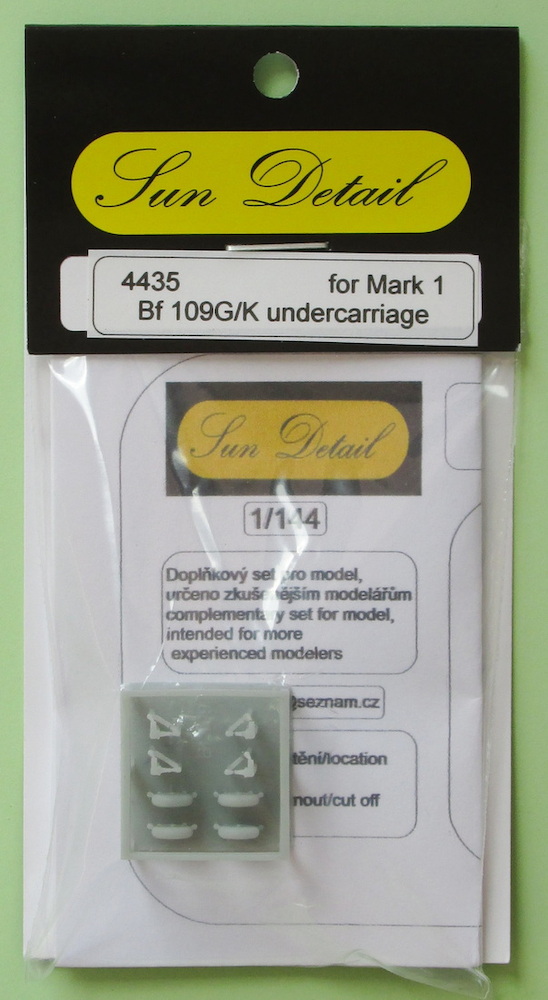 Sun Detail
4435 for Mark 1
Bf 109G/K undercarriage
Sun Detail
1/144
Doplňkový set pro model,
určeno zkušenějším modelářům
complementary set for model,
intended for more
experienced modelers
@seznam.cz
/location
/cut off